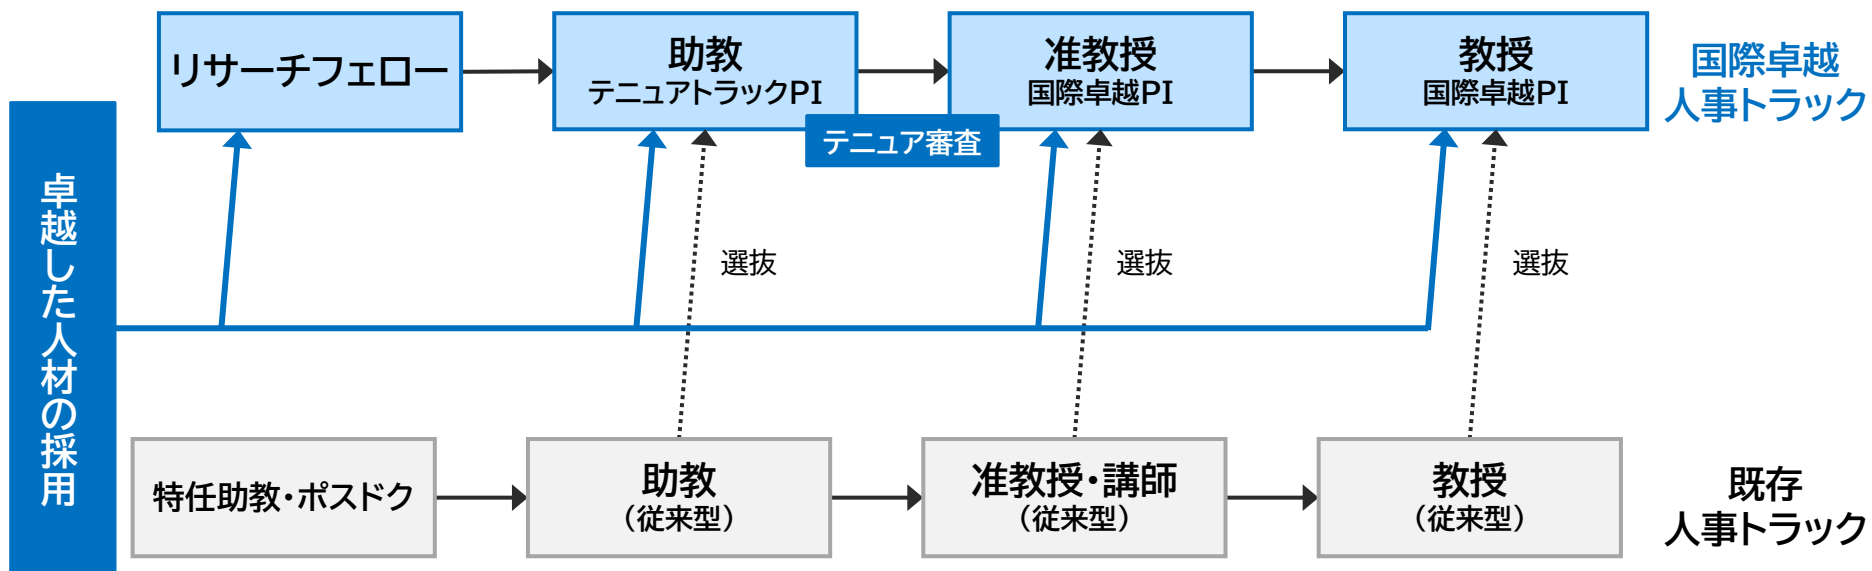 リサーチフェロー
助教
テニュアトラックPI
准教授
国際卓越PI
教授
国際卓越PI
国際卓越
人事トラック
テニュア審査
卓越した人材の採用
選抜
選抜
選抜
特任助教・ポスドク
助教
（従来型）
准教授・講師
（従来型）
教授
（従来型）
既存
人事トラック